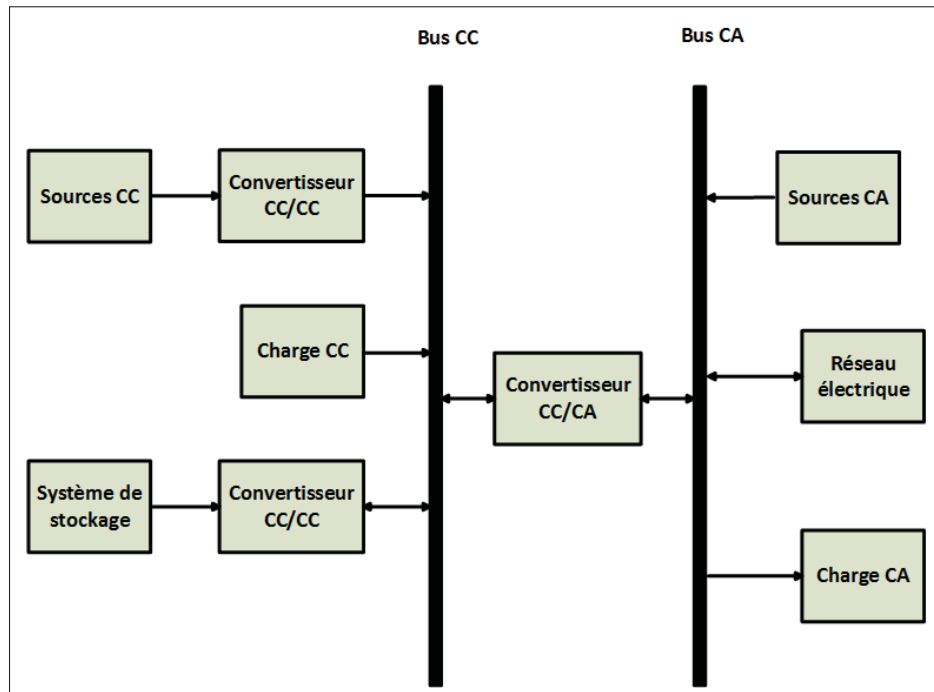 Bus CC
Bus CA
Sources CC
Convertisseur
CC/CC
Sources CA
Charge CC
Convertisseur
CC/CA
Réseau
électrique
Système de
stockage
Convertisseur
CC/CC
Charge CA